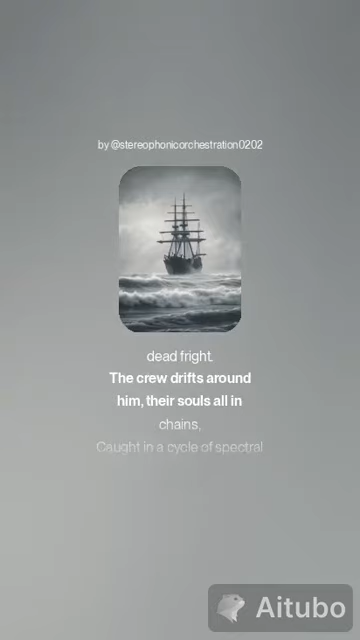 by @stereophonicorchestration0202
dead fright.
The crew drifts around
him, their souls all in
chains,
Caught in a cycle of spectral
Aitubo